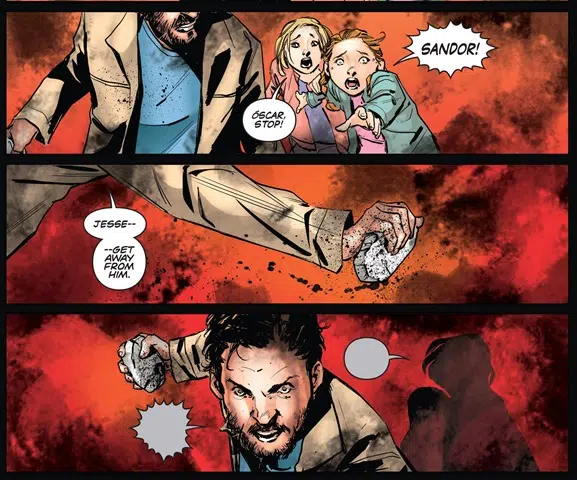 SANDOR!
ÓSCAR,
STOP!
JESSE--
--GET
AWAY
FROM
HIM.